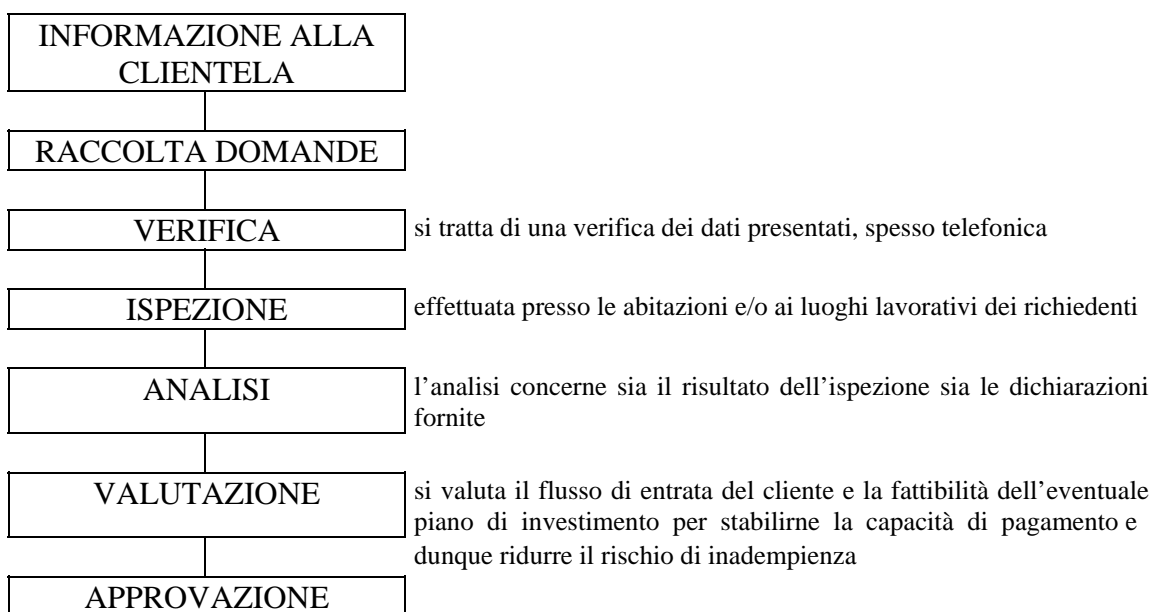 INFORMAZIONE ALLA
CLIENTELA
RACCOLTA DOMANDE
VERIFICA
si tratta di una verifica dei dati presentati, spesso telefonica
ISPEZIONE
effettuata presso le abitazioni e/o ai luoghi lavorativi dei richiedenti
ANALISI
l’analisi concerne sia il risultato dell’ispezione sia le dichiarazioni
fornite
VALUTAZIONE
si valuta il flusso di entrata del cliente e la fattibilità dell’eventuale
piano di investimento per stabilirne la capacità di pagamento e
dunque ridurre il rischio di inadempienza
APPROVAZIONE